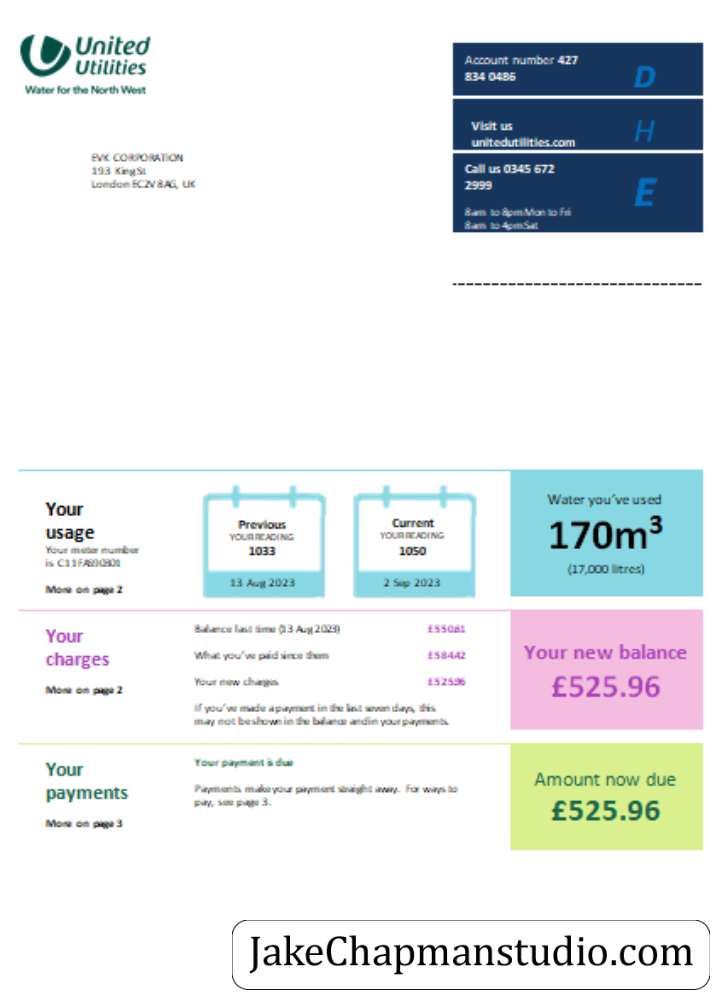 United
Utilities
Water for the North West
Account number 427
834 0486
D
Visit us
unitedutilities.com
H
Call us 0345 672
2999
E
8am to 8pm Mon to Fri
8am to 4pm Sat
EVK CORPORATION
193 King St
London EC2V 8AG, UK
Your
usage
Your meter number
is C11FA90301
More on page 2
Previous
YOUR READING
1033
13 Aug 2023
Current
YOUR READING
1050
2 Sep 2023
Water you've used
170m³
(17,000 litres)
Your
charges
More on page 2
Balance last time (13 Aug 2023) £550.81
What you've paid since them £584.42
Your new charges £525.96
If you've made a payment in the last seven days, this
may not be shown in the balance and in your payments.
Your new balance
£525.96
Your
payments
More on page 3
Your payment is due
Payments make your payment straight away. For ways to
pay, see page 3.
Amount now due
£525.96
JakeChapmanstudio.com